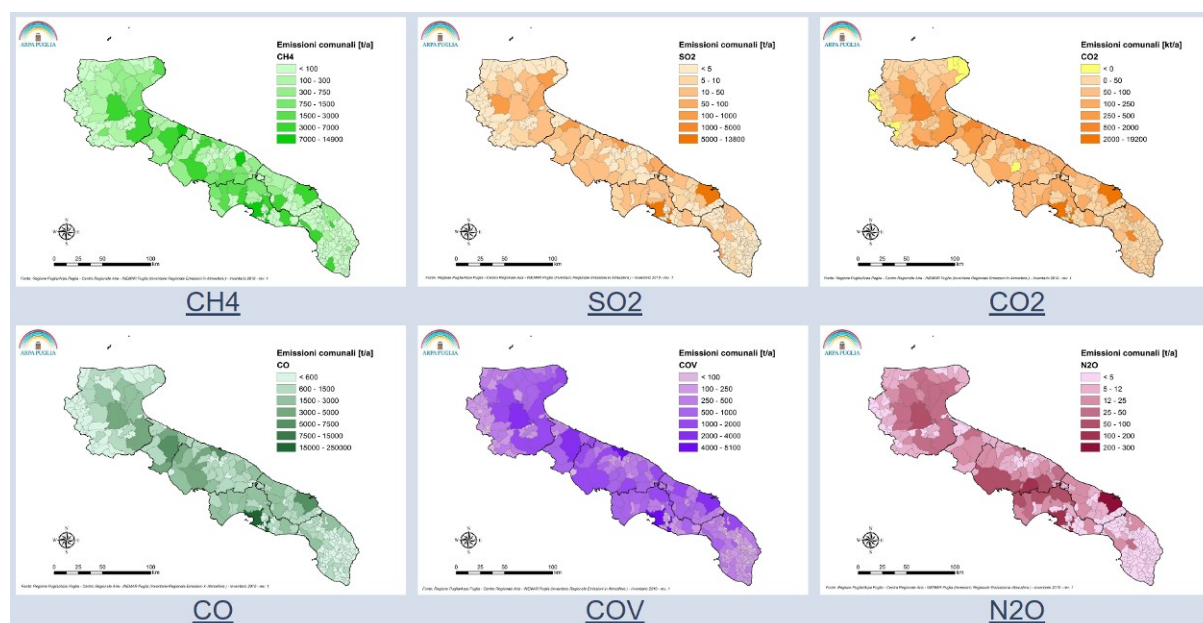 ARPA PUGLIA
Emissioni comunali [t/a]
CH4
< 100
100 - 300
300 - 750
750 - 1500
1500 - 3000
3000 - 7000
7000 - 14900
N
W E
S
0 50 100
km
CH4
ARPA PUGLIA
Emissioni comunali [t/a]
SO2
< 5
5 - 10
10 - 50
50 - 100
100 - 1000
1000 - 5000
5000 - 13800
N
W E
S
0 50 100
km
SO2
ARPA PUGLIA
Emissioni comunali [kt/a]
CO2
< 0
0 - 50
50 - 100
100 - 250
250 - 500
500 - 2000
2000 - 19200
N
W E
S
0 50 100
km
CO2
ARPA PUGLIA
Emissioni comunali [t/a]
CO
< 600
600 - 1500
1500 - 3000
3000 - 5000
5000 - 7500
7500 - 15000
15000 - 250000
N
W E
S
0 50 100
km
CO
ARPA PUGLIA
Emissioni comunali [t/a]
COV
< 100
100 - 250
250 - 500
500 - 1000
1000 - 2000
2000 - 4000
4000 - 5100
N
W E
S
0 50 100
km
COV
ARPA PUGLIA
Emissioni comunali [t/a]
N2O
< 5
5 - 12
12 - 25
25 - 50
50 - 100
100 - 200
200 - 300
N
W E
S
0 50 100
km
N2O